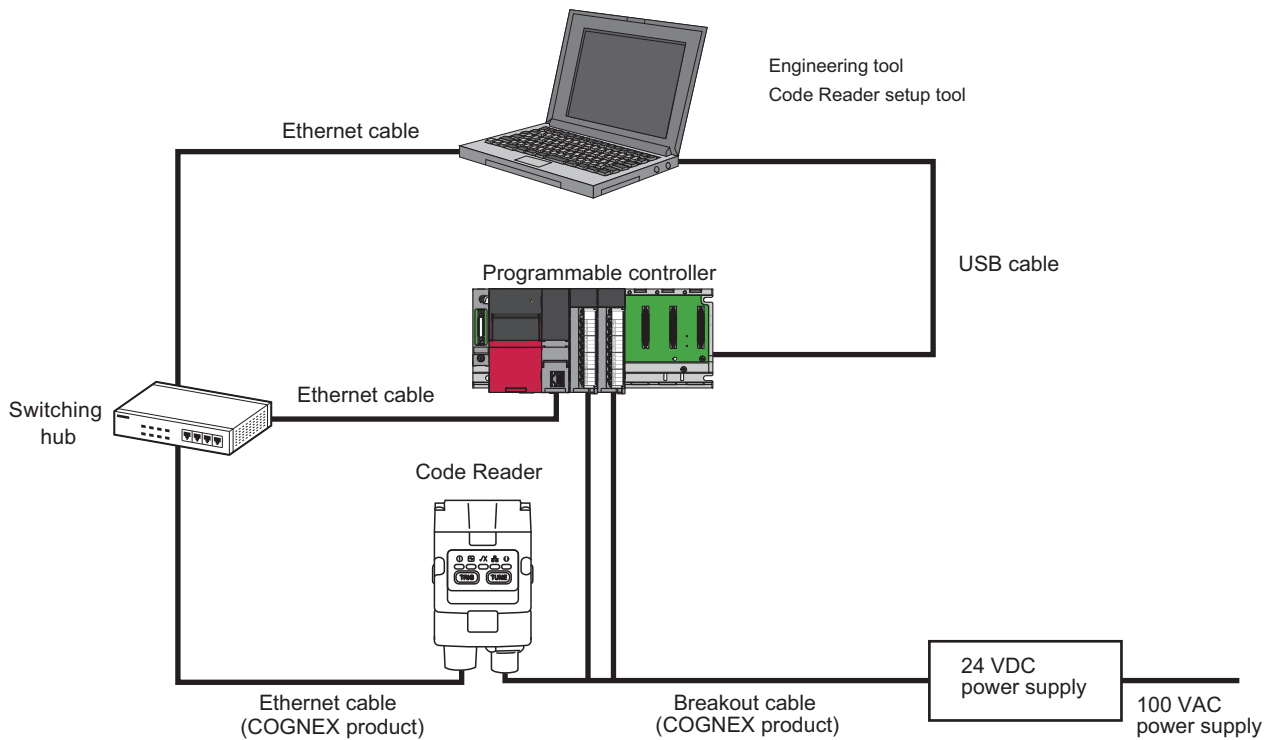 Engineering tool
Code Reader setup tool
Ethernet cable
USB cable
Programmable controller
Ethernet cable
Switching
hub
Code Reader
TRIG
TUNE
24 VDC
power supply
Ethernet cable
(COGNEX product)
Breakout cable
(COGNEX product)
100 VAC
power supply